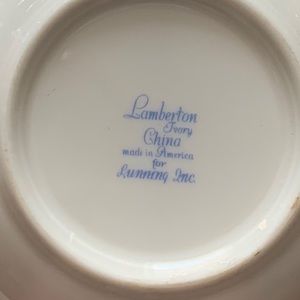 Lamberton
Ivory
China
made in America
for
Lunning Inc.